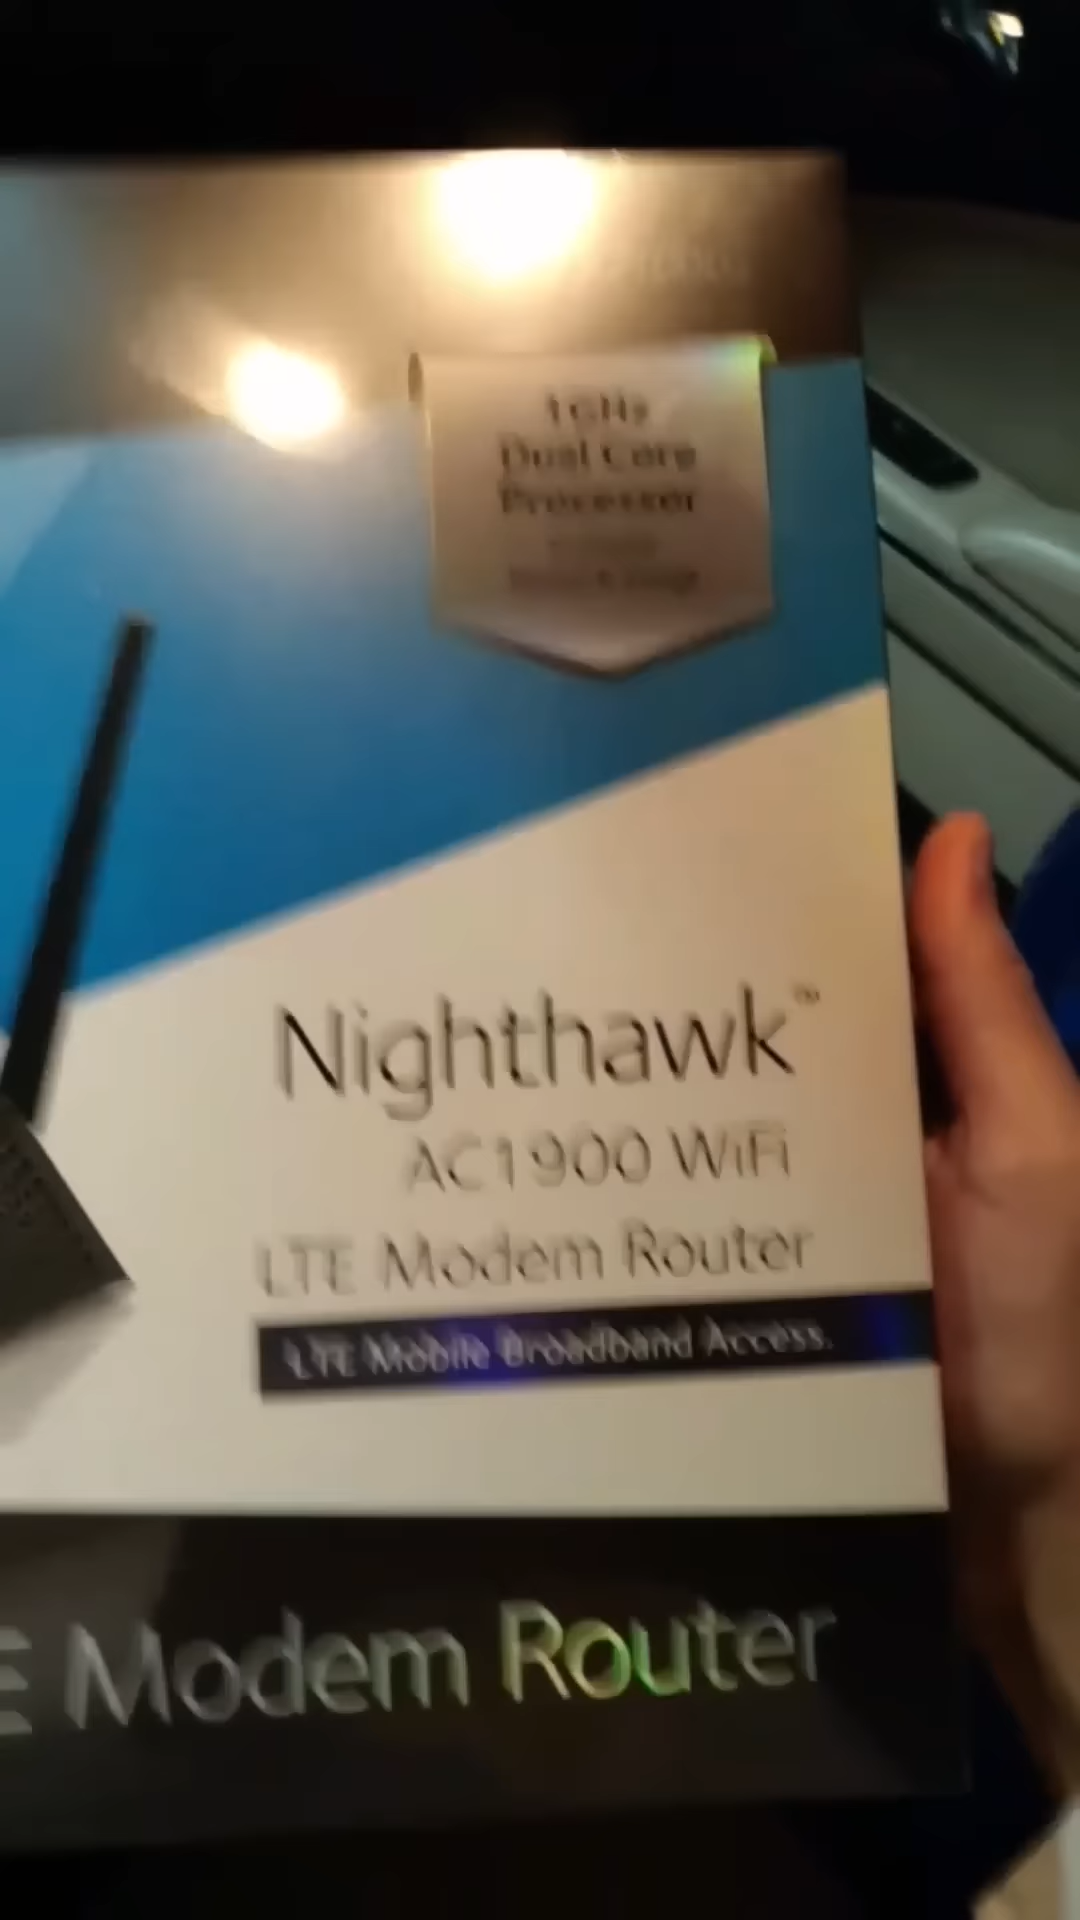 1GHz
Dual Core
Processor
Nighthawk™
AC1900 WiFi
LTE Modem Router
LTE Mobile Broadband Access.
E Modem Router